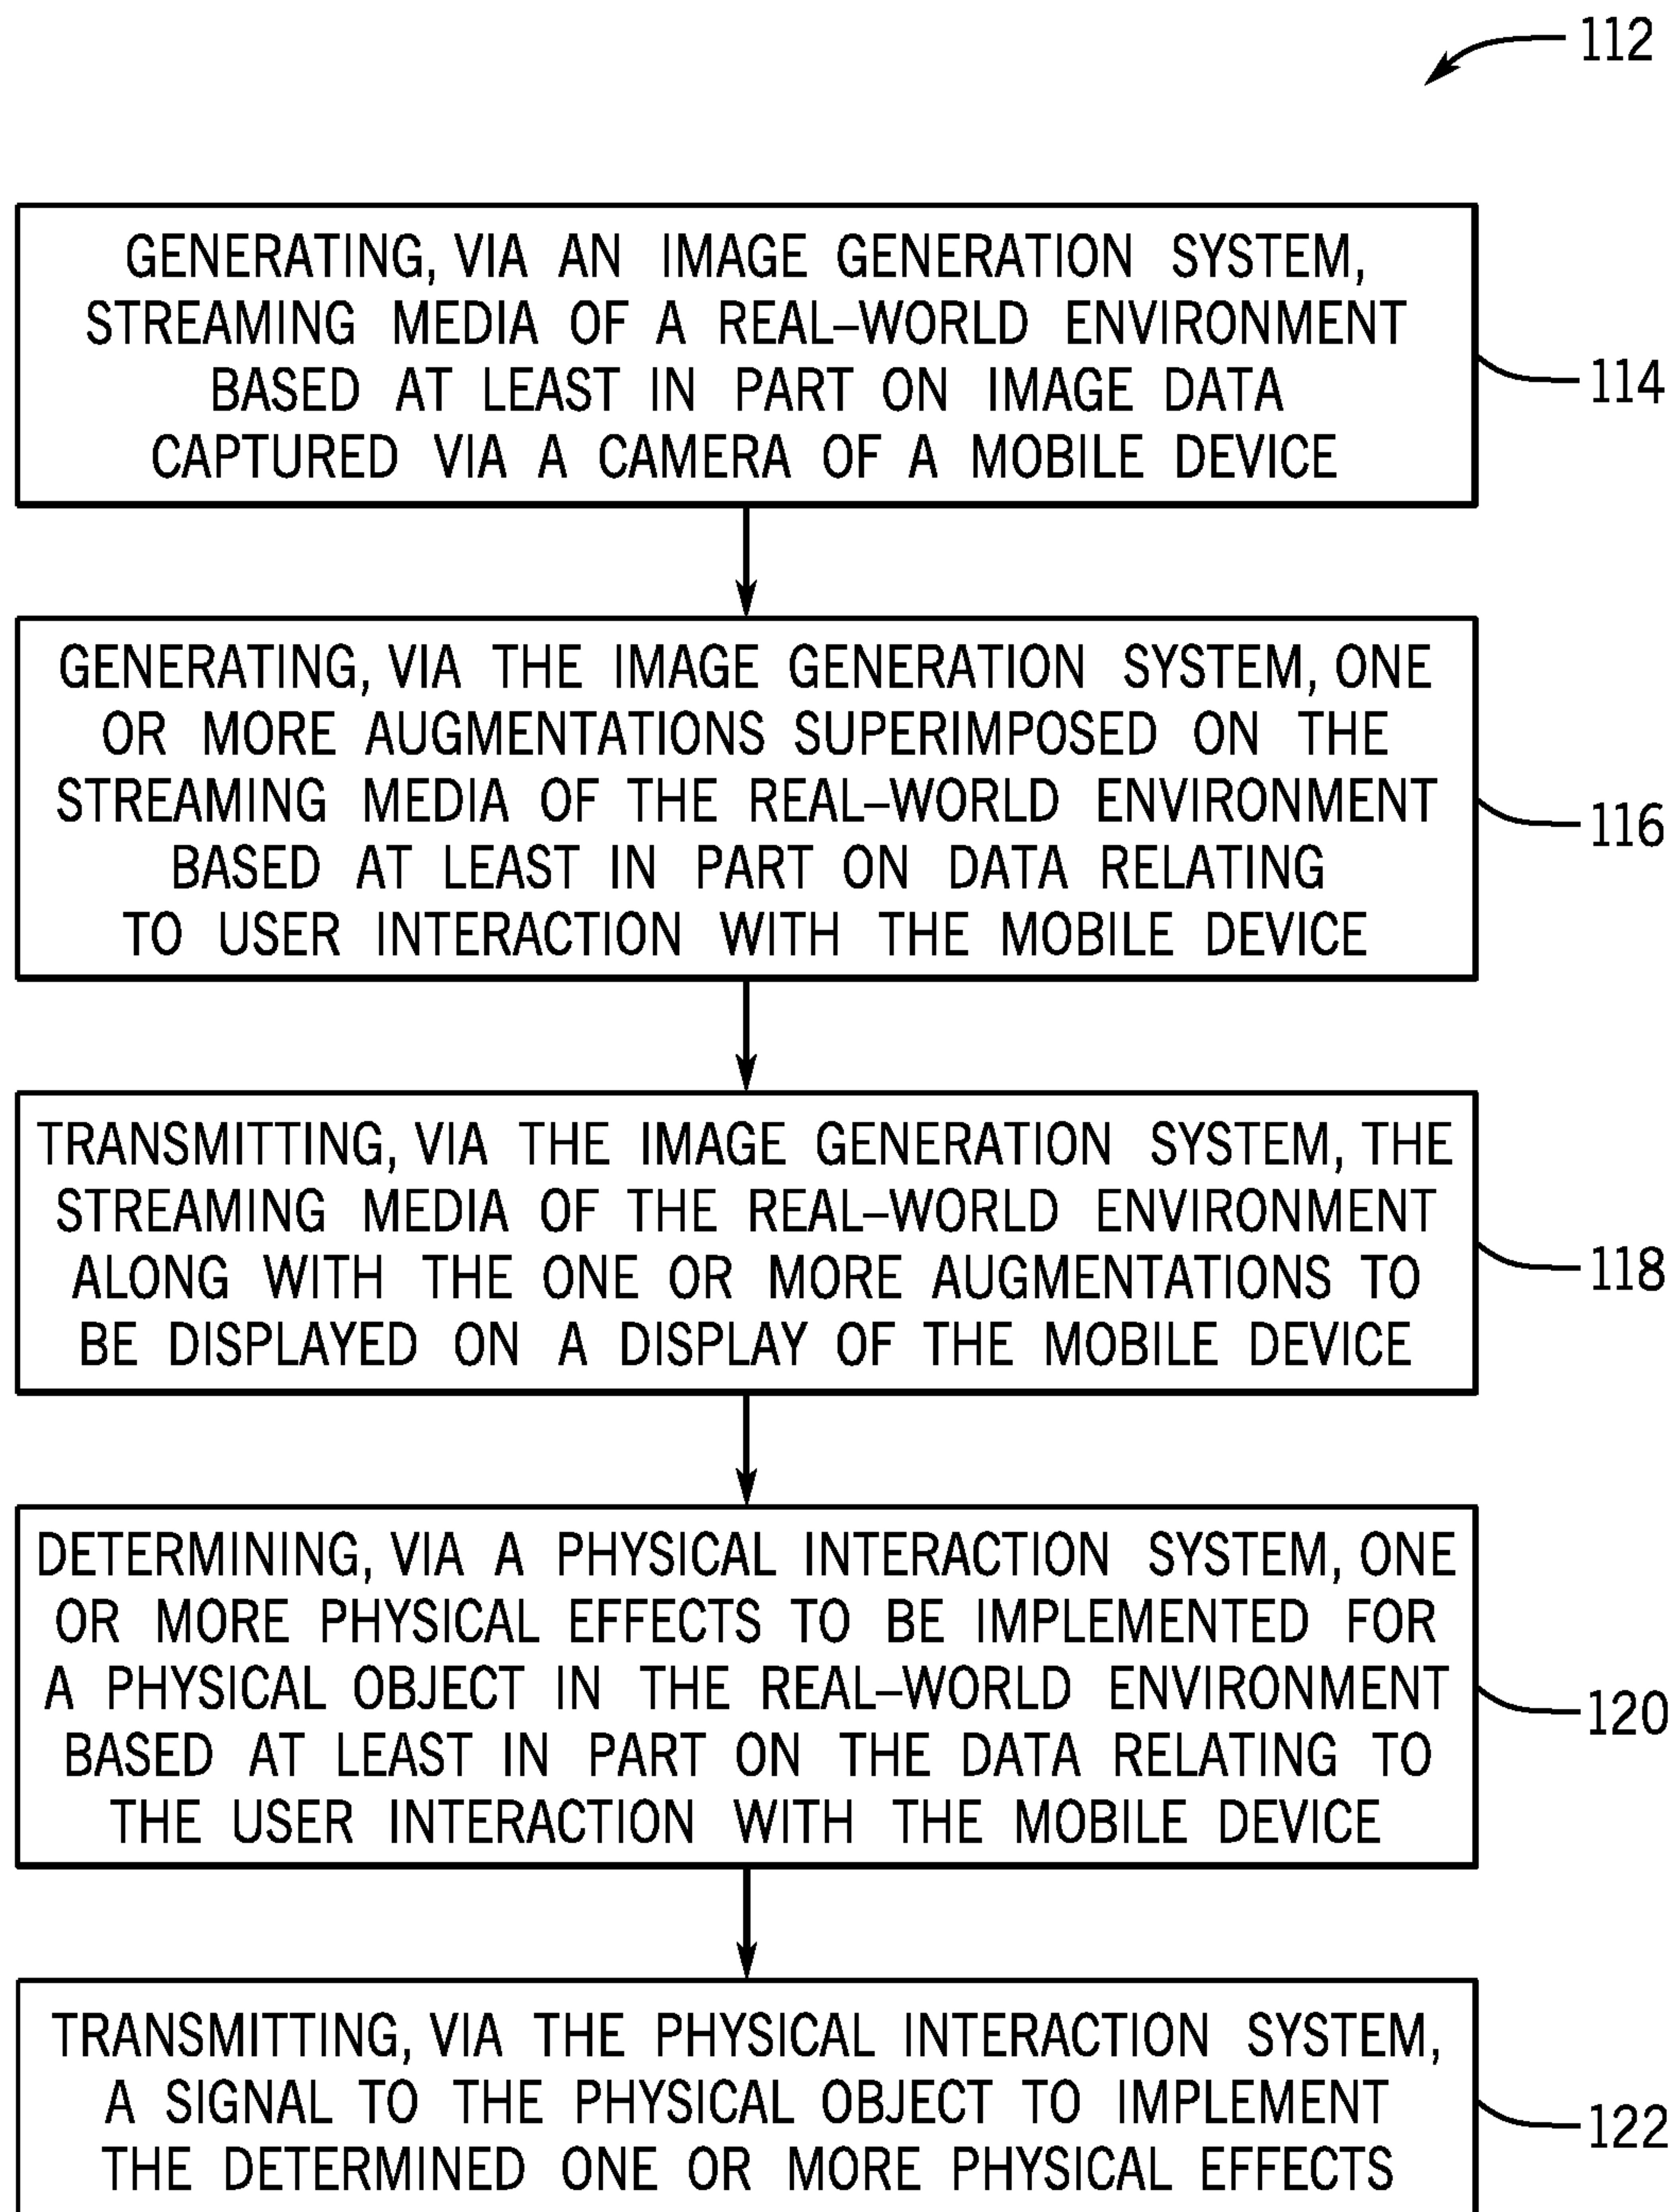 112
GENERATING, VIA AN IMAGE GENERATION SYSTEM,
STREAMING MEDIA OF A REAL–WORLD ENVIRONMENT
BASED AT LEAST IN PART ON IMAGE DATA
CAPTURED VIA A CAMERA OF A MOBILE DEVICE
114
GENERATING, VIA THE IMAGE GENERATION SYSTEM, ONE
OR MORE AUGMENTATIONS SUPERIMPOSED ON THE
STREAMING MEDIA OF THE REAL–WORLD ENVIRONMENT
BASED AT LEAST IN PART ON DATA RELATING
TO USER INTERACTION WITH THE MOBILE DEVICE
116
TRANSMITTING, VIA THE IMAGE GENERATION SYSTEM, THE
STREAMING MEDIA OF THE REAL–WORLD ENVIRONMENT
ALONG WITH THE ONE OR MORE AUGMENTATIONS TO
BE DISPLAYED ON A DISPLAY OF THE MOBILE DEVICE
118
DETERMINING, VIA A PHYSICAL INTERACTION SYSTEM, ONE
OR MORE PHYSICAL EFFECTS TO BE IMPLEMENTED FOR
A PHYSICAL OBJECT IN THE REAL–WORLD ENVIRONMENT
BASED AT LEAST IN PART ON THE DATA RELATING TO
THE USER INTERACTION WITH THE MOBILE DEVICE
120
TRANSMITTING, VIA THE PHYSICAL INTERACTION SYSTEM,
A SIGNAL TO THE PHYSICAL OBJECT TO IMPLEMENT
THE DETERMINED ONE OR MORE PHYSICAL EFFECTS
122